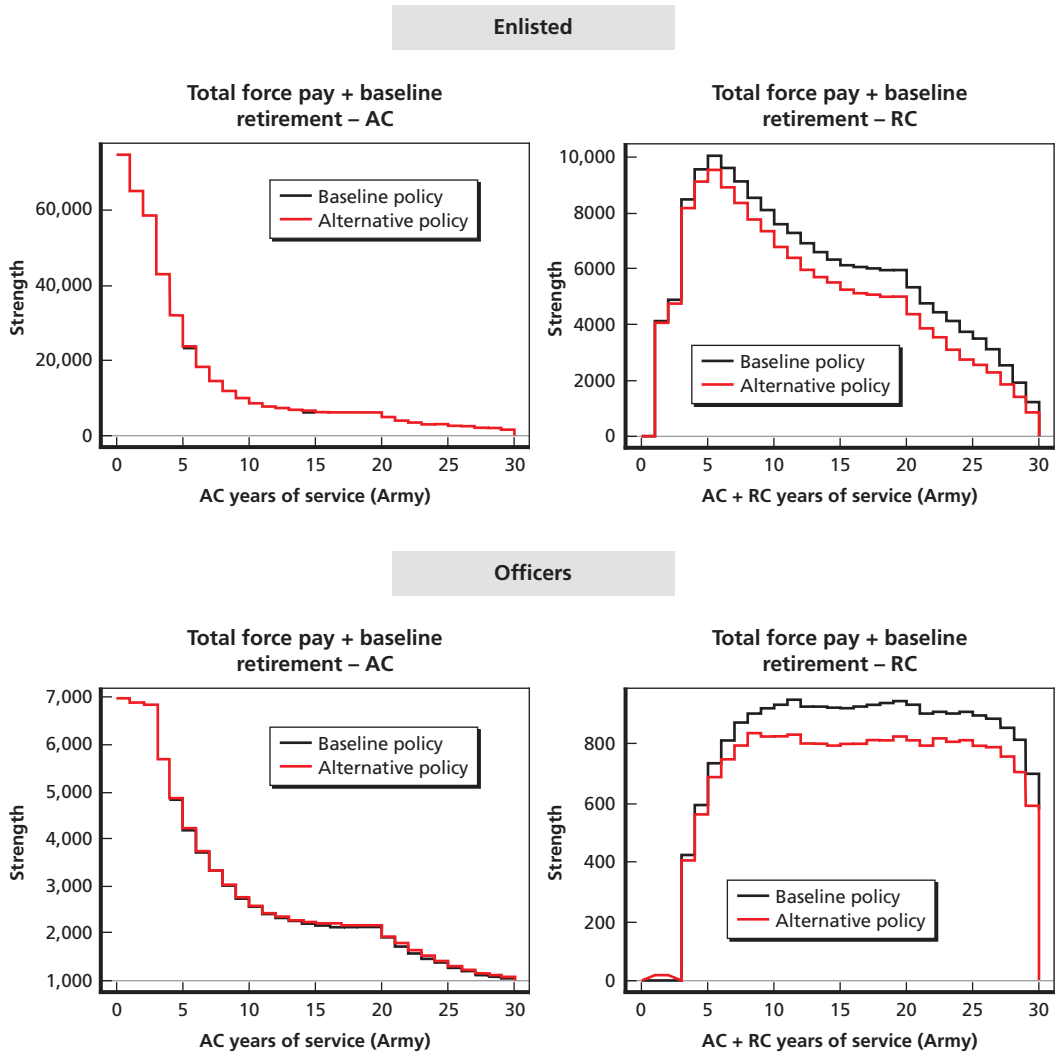 Enlisted
Total force pay + baseline
retirement – AC
Strength
60,000
40,000
20,000
0
Baseline policy
Alternative policy
0 5 10 15 20 25 30
AC years of service (Army)
Total force pay + baseline
retirement – RC
Strength
10,000
8000
6000
4000
2000
0
Baseline policy
Alternative policy
0 5 10 15 20 25 30
AC + RC years of service (Army)
Officers
Total force pay + baseline
retirement – AC
Strength
7,000
6,000
5,000
4,000
3,000
2,000
1,000
Baseline policy
Alternative policy
0 5 10 15 20 25 30
AC years of service (Army)
Total force pay + baseline
retirement – RC
Strength
800
600
400
200
0
Baseline policy
Alternative policy
0 5 10 15 20 25 30
AC + RC years of service (Army)